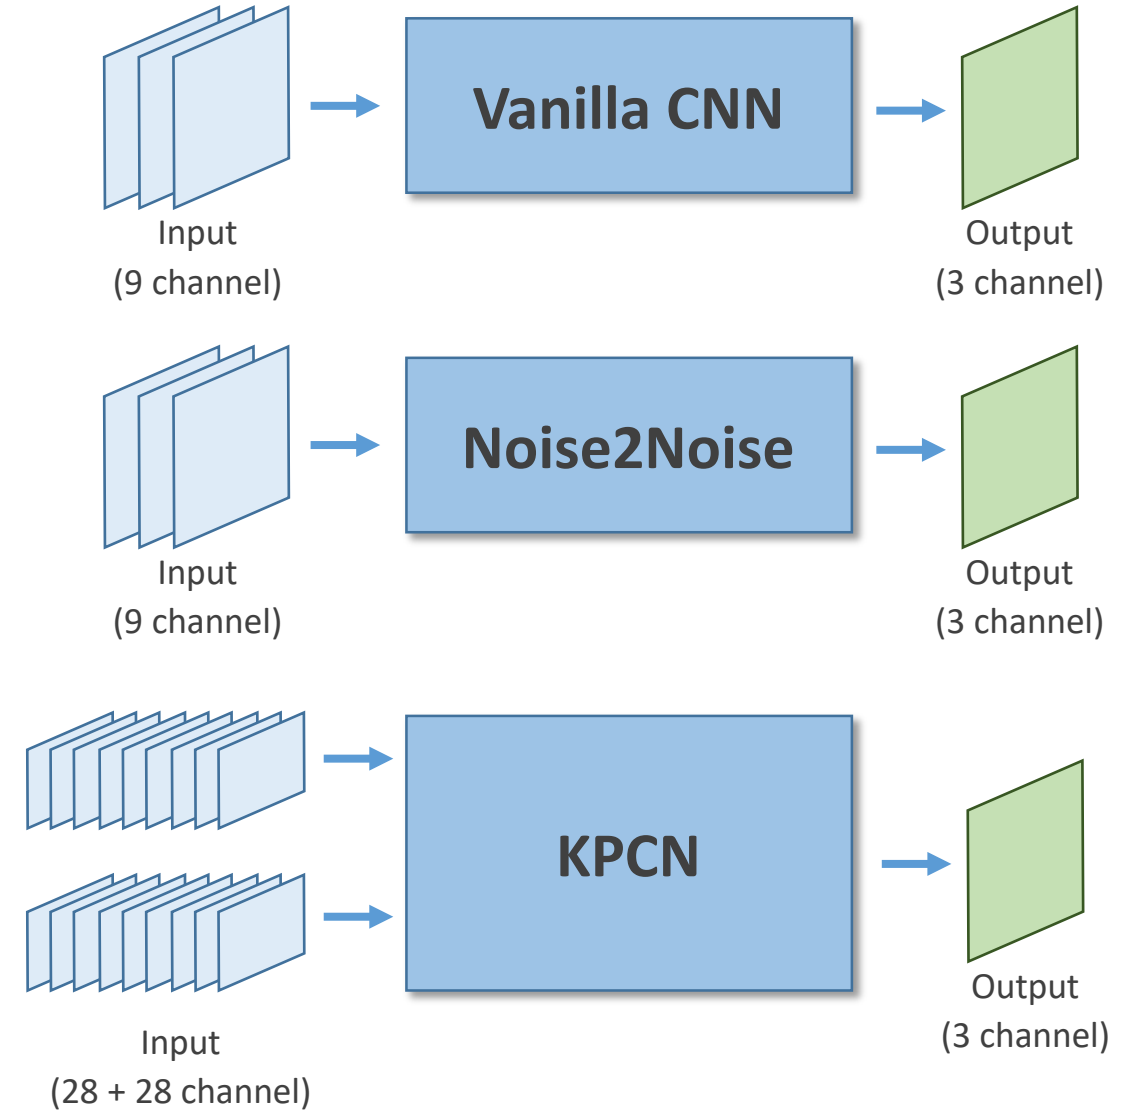 Vanilla CNN
Input
(9 channel)
Output
(3 channel)
Noise2Noise
Input
(9 channel)
Output
(3 channel)
KPCN
Input
(28 + 28 channel)
Output
(3 channel)